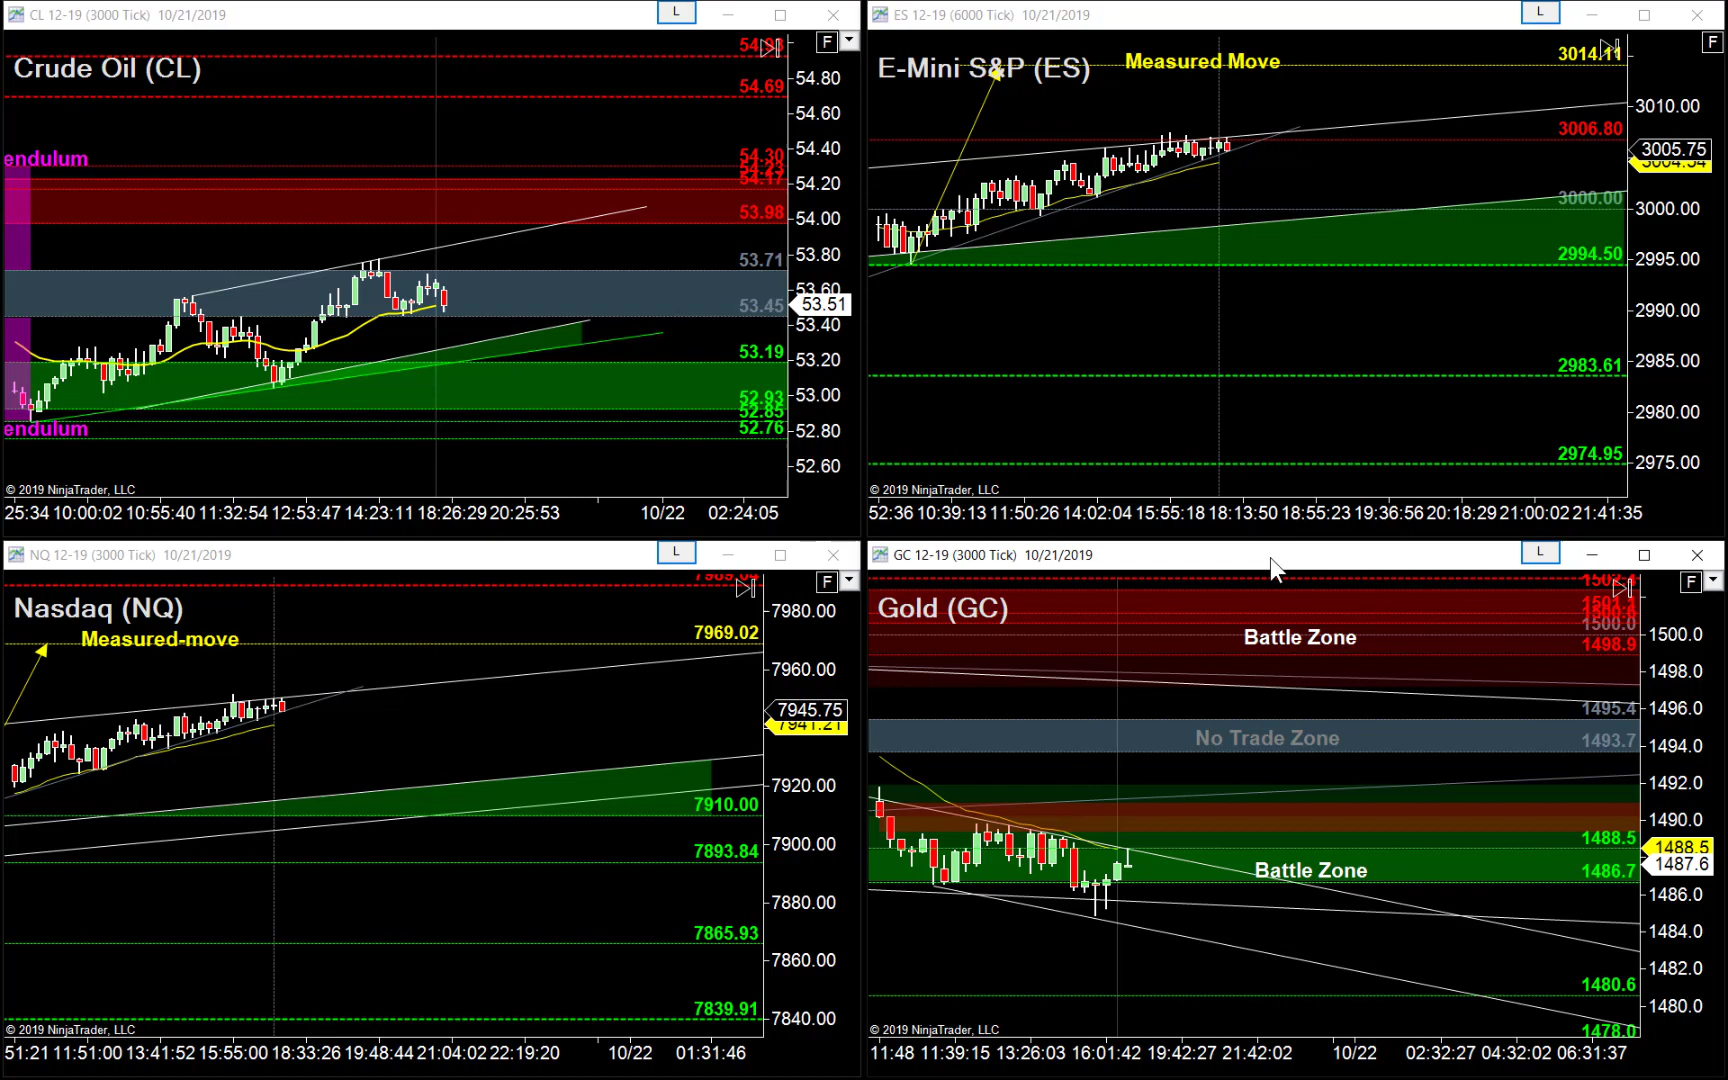 CL 12-19 (3000 Tick)  10/21/2019
L
F
Crude Oil (CL)
endulum
54.69
54.30
54.17
53.98
53.71
53.45
53.19
52.93
52.85
52.76
endulum
54.80
54.60
54.40
54.20
54.00
53.80
53.60
53.51
53.40
53.20
53.00
52.80
52.60
© 2019 NinjaTrader, LLC
25:34 10:00:02 10:55:40 11:32:54 12:53:47 14:23:11 18:26:29 20:25:53 10/22 02:24:05
ES 12-19 (6000 Tick)  10/21/2019
L
F
E-Mini S&P (ES)
Measured Move
3014.11
3006.80
3000.00
2994.50
2983.61
2974.95
3010.00
3005.75
3004.54
3000.00
2995.00
2990.00
2985.00
2980.00
2975.00
© 2019 NinjaTrader, LLC
52:36 10:39:13 11:50:26 14:02:04 15:55:18 18:13:50 18:55:23 19:36:56 20:18:29 21:00:02 21:41:35
NQ 12-19 (3000 Tick)  10/21/2019
L
F
Nasdaq (NQ)
Measured-move
7969.02
7910.00
7893.84
7865.93
7839.91
7980.00
7960.00
7945.75
7941.21
7920.00
7900.00
7880.00
7860.00
7840.00
© 2019 NinjaTrader, LLC
51:21 11:51:00 13:41:52 15:55:00 18:33:26 19:48:44 21:04:02 22:19:20 10/22 01:31:46
GC 12-19 (3000 Tick)  10/21/2019
L
F
Gold (GC)
Battle Zone
No Trade Zone
Battle Zone
1500.0
1498.9
1495.4
1493.7
1488.5
1486.7
1480.6
1478.0
1500.0
1498.0
1496.0
1494.0
1492.0
1490.0
1488.5
1487.6
1486.0
1484.0
1482.0
1480.0
© 2019 NinjaTrader, LLC
11:48 11:39:15 13:26:03 16:01:42 19:42:27 21:42:02 10/22 02:32:27 04:32:02 06:31:37